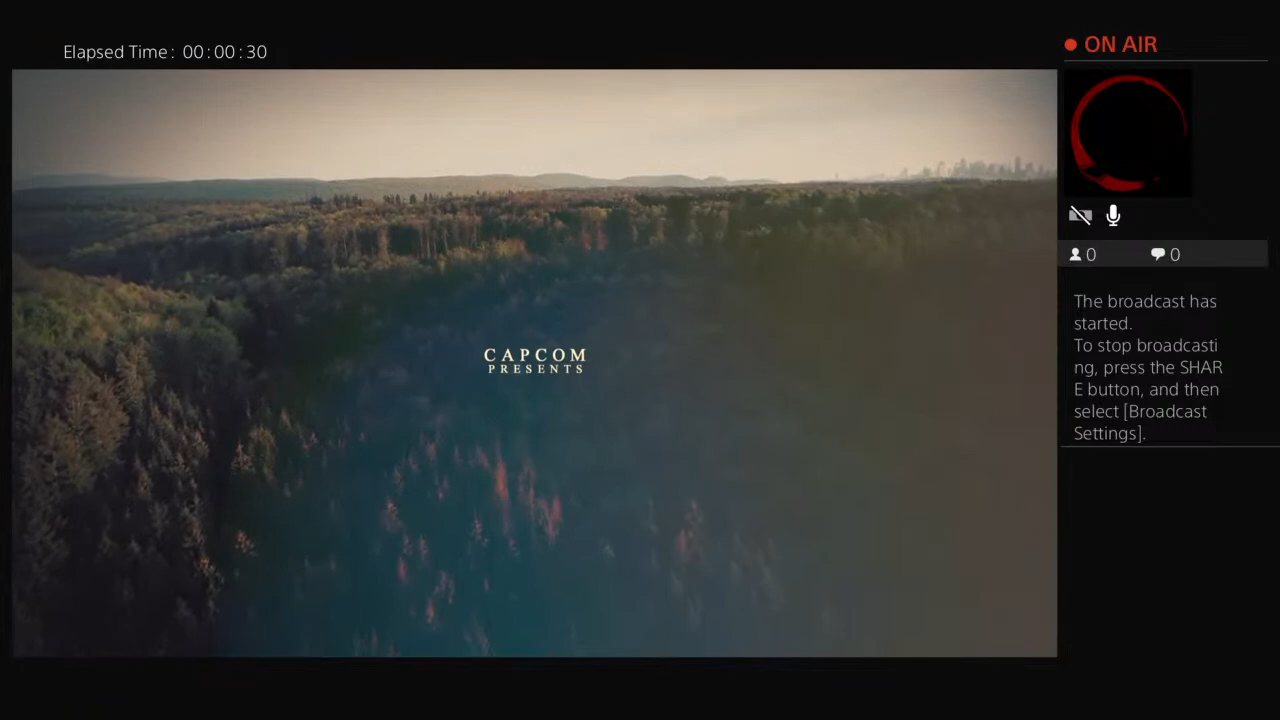 Elapsed Time: 00:00:30
ON AIR
CAPCOM
PRESENTS
0
0
The broadcast has
started.
To stop broadcasti
ng, press the SHAR
E button, and then
select [Broadcast
Settings].